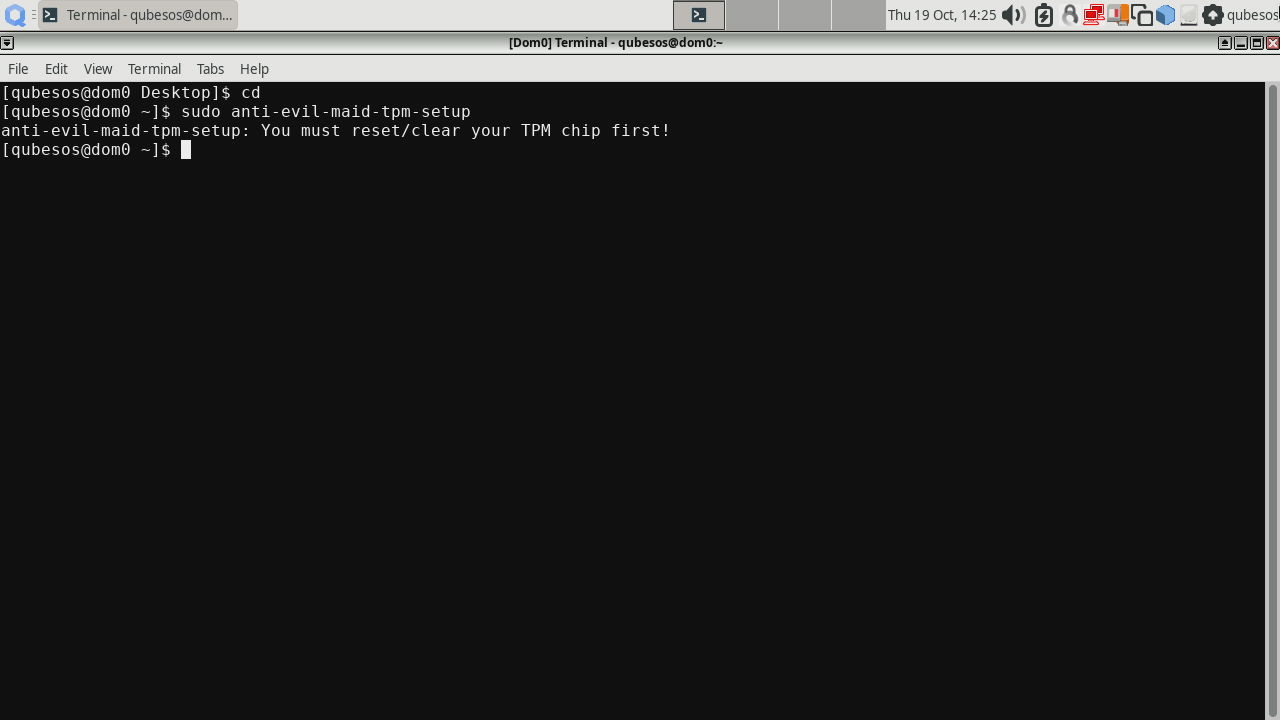 Terminal - qubesos@dom...
Thu 19 Oct, 14:25
qubesos
[Dom0] Terminal - qubesos@dom0:~
File Edit View Terminal Tabs Help
[qubesos@dom0 Desktop]$ cd
[qubesos@dom0 ~]$ sudo anti-evil-maid-tpm-setup
anti-evil-maid-tpm-setup: You must reset/clear your TPM chip first!
[qubesos@dom0 ~]$